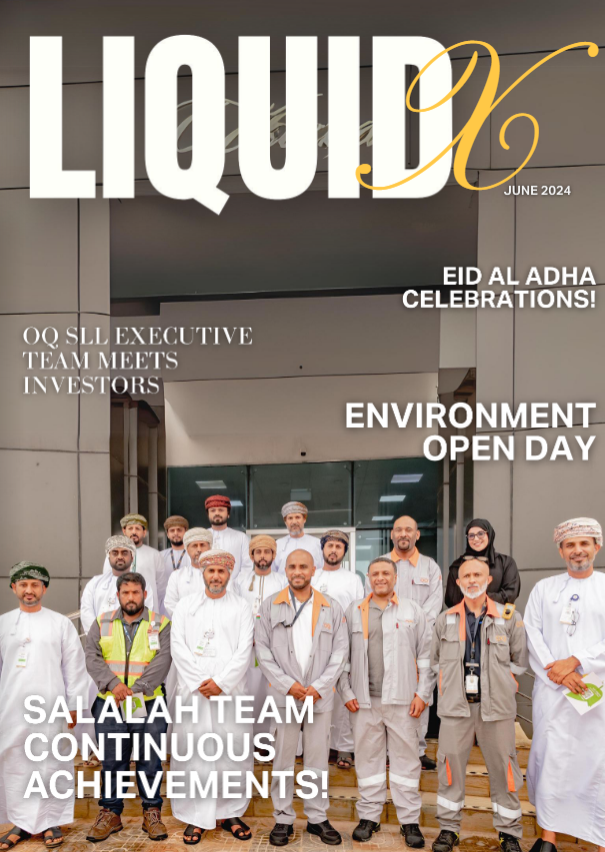 LIQUID X
JUNE 2024
EID AL ADHA
CELEBRATIONS!
OQ SLL EXECUTIVE
TEAM MEETS
INVESTORS
ENVIRONMENT
OPEN DAY
SALALAH TEAM
CONTINUOUS
ACHIEVEMENTS!